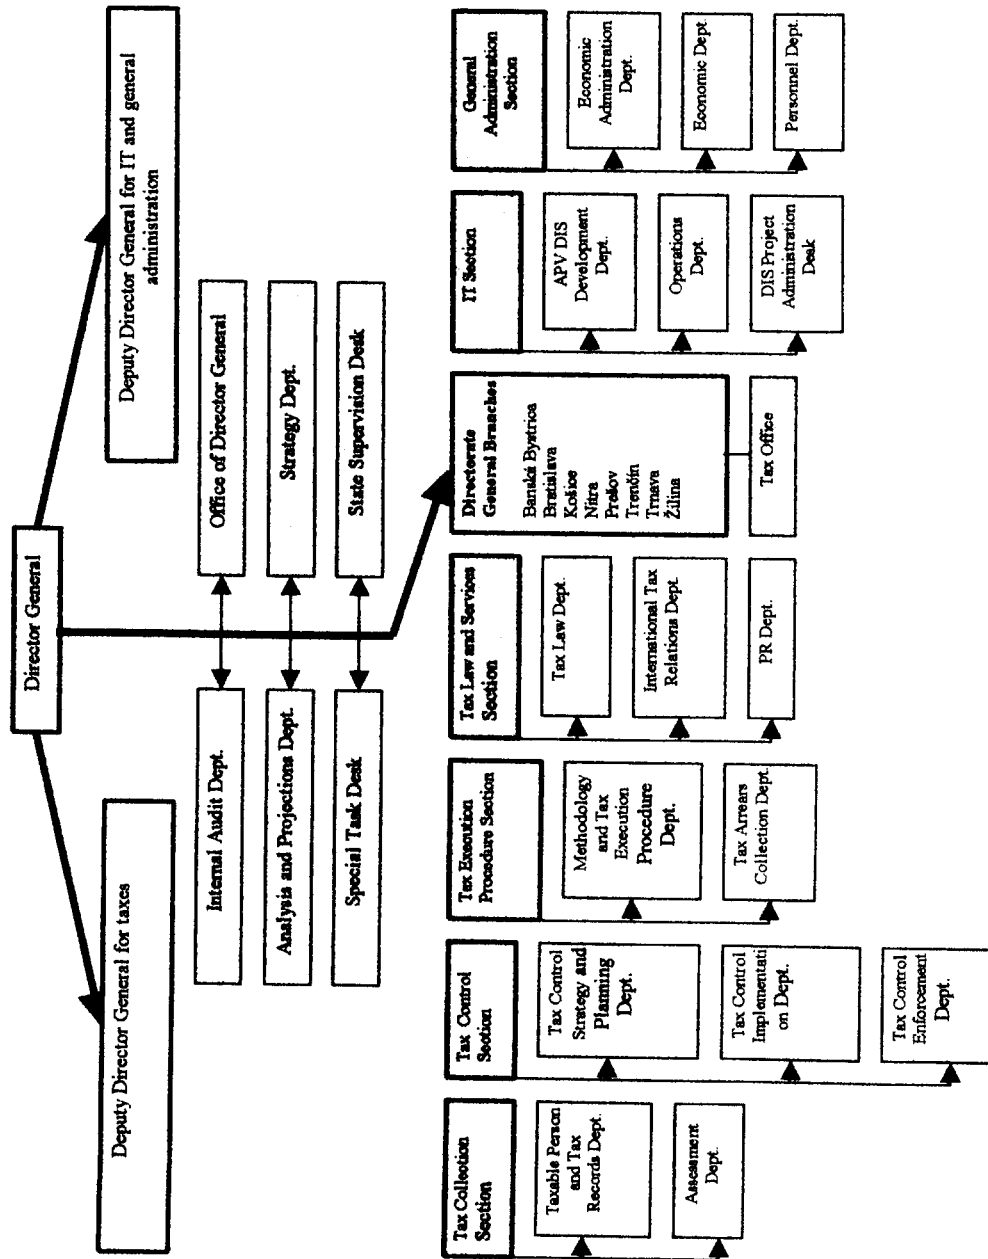 Director General
Deputy Director General for taxes
Deputy Director General for IT and general
administration
Internal Audit Dept.
Office of Director General
Analysis and Projections Dept.
Strategy Dept.
Special Task Desk
State Supervision Desk
Tax Collection
Section
Taxable Person
and Tax
Records Dept.
Assessment
Dept.
Tax Control
Section
Tax Control
Strategy and
Planning
Dept.
Tax Control
Implementati
on Dept.
Tax Control
Enforcement
Dept.
Tax Execution
Procedure Section
Methodology
and Tax
Execution
Procedure
Dept.
Tax Arrears
Collection Dept.
Tax Law and Services
Section
Tax Law Dept.
International Tax
Relations Dept.
PR Dept.
Directorate
General Branches
Banská Bystrica
Bratislava
Košice
Nitra
Prešov
Trenčín
Trnava
Žilina
Tax Office
IT Section
APV DIS
Development
Dept.
Operations
Dept.
DIS Project
Administration
Desk
General
Administration
Section
Economic
Administration
Dept.
Economic Dept.
Personnel Dept.